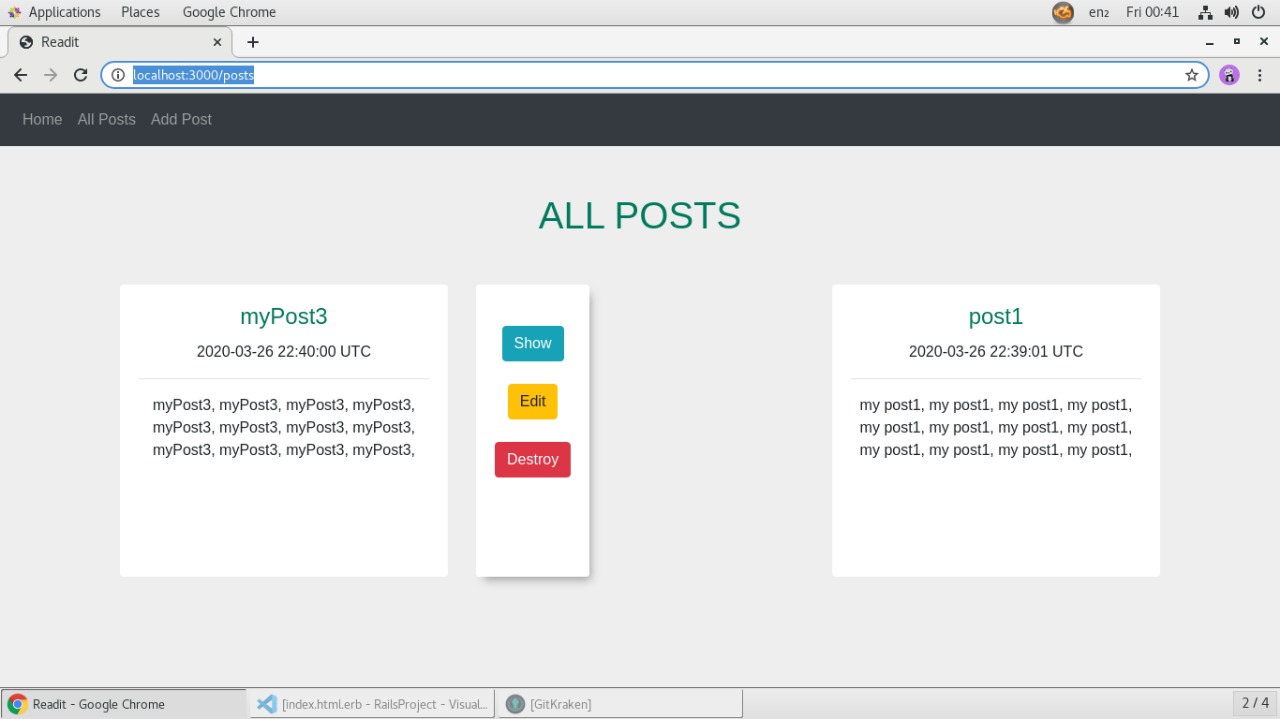 Applications Places Google Chrome en₂ Fri 00:41
Readit
localhost:3000/posts
Home All Posts Add Post
ALL POSTS
myPost3
2020-03-26 22:40:00 UTC
myPost3, myPost3, myPost3, myPost3,
myPost3, myPost3, myPost3, myPost3,
myPost3, myPost3, myPost3, myPost3,
Show
Edit
Destroy
post1
2020-03-26 22:39:01 UTC
my post1, my post1, my post1, my post1,
my post1, my post1, my post1, my post1,
my post1, my post1, my post1, my post1,
Readit - Google Chrome [index.html.erb - RailsProject - Visual... [GitKraken] 2 / 4